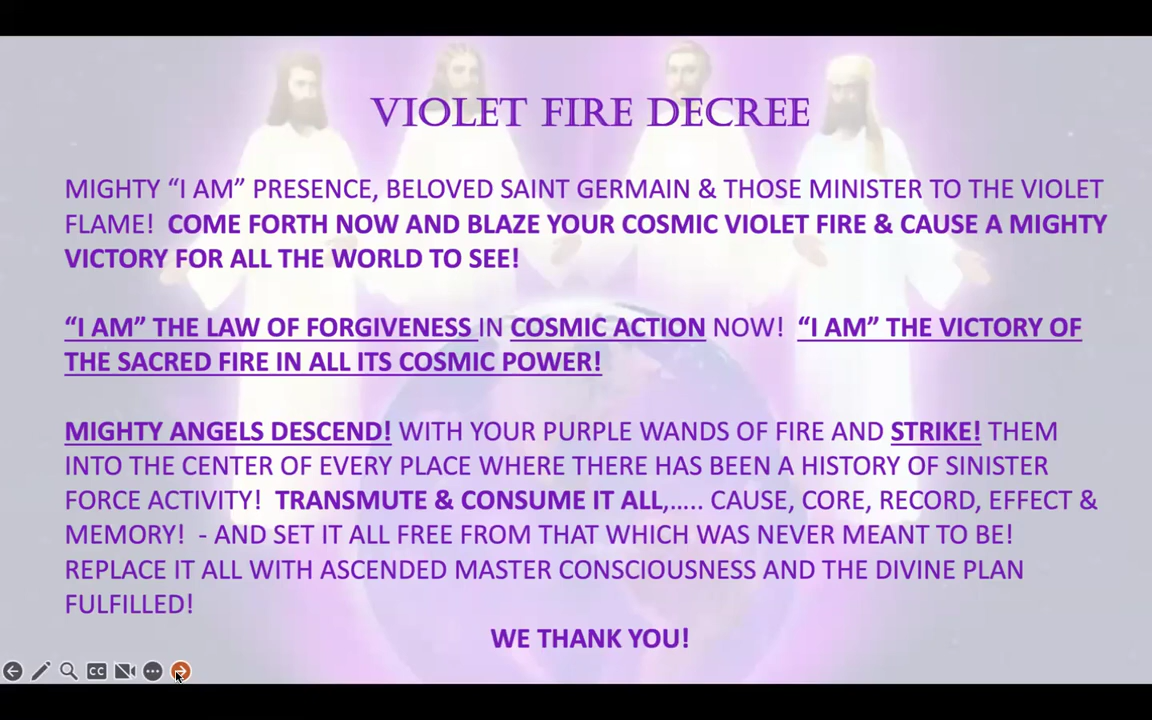 VIOLET FIRE DECREE
MIGHTY “I AM” PRESENCE, BELOVED SAINT GERMAIN & THOSE MINISTER TO THE VIOLET
FLAME!  COME FORTH NOW AND BLAZE YOUR COSMIC VIOLET FIRE & CAUSE A MIGHTY
VICTORY FOR ALL THE WORLD TO SEE!
“I AM” THE LAW OF FORGIVENESS IN COSMIC ACTION NOW!  “I AM” THE VICTORY OF
THE SACRED FIRE IN ALL ITS COSMIC POWER!
MIGHTY ANGELS DESCEND! WITH YOUR PURPLE WANDS OF FIRE AND STRIKE! THEM
INTO THE CENTER OF EVERY PLACE WHERE THERE HAS BEEN A HISTORY OF SINISTER
FORCE ACTIVITY!  TRANSMUTE & CONSUME IT ALL,….. CAUSE, CORE, RECORD, EFFECT &
MEMORY!  - AND SET IT ALL FREE FROM THAT WHICH WAS NEVER MEANT TO BE!
REPLACE IT ALL WITH ASCENDED MASTER CONSCIOUSNESS AND THE DIVINE PLAN
FULFILLED!
WE THANK YOU!
CC